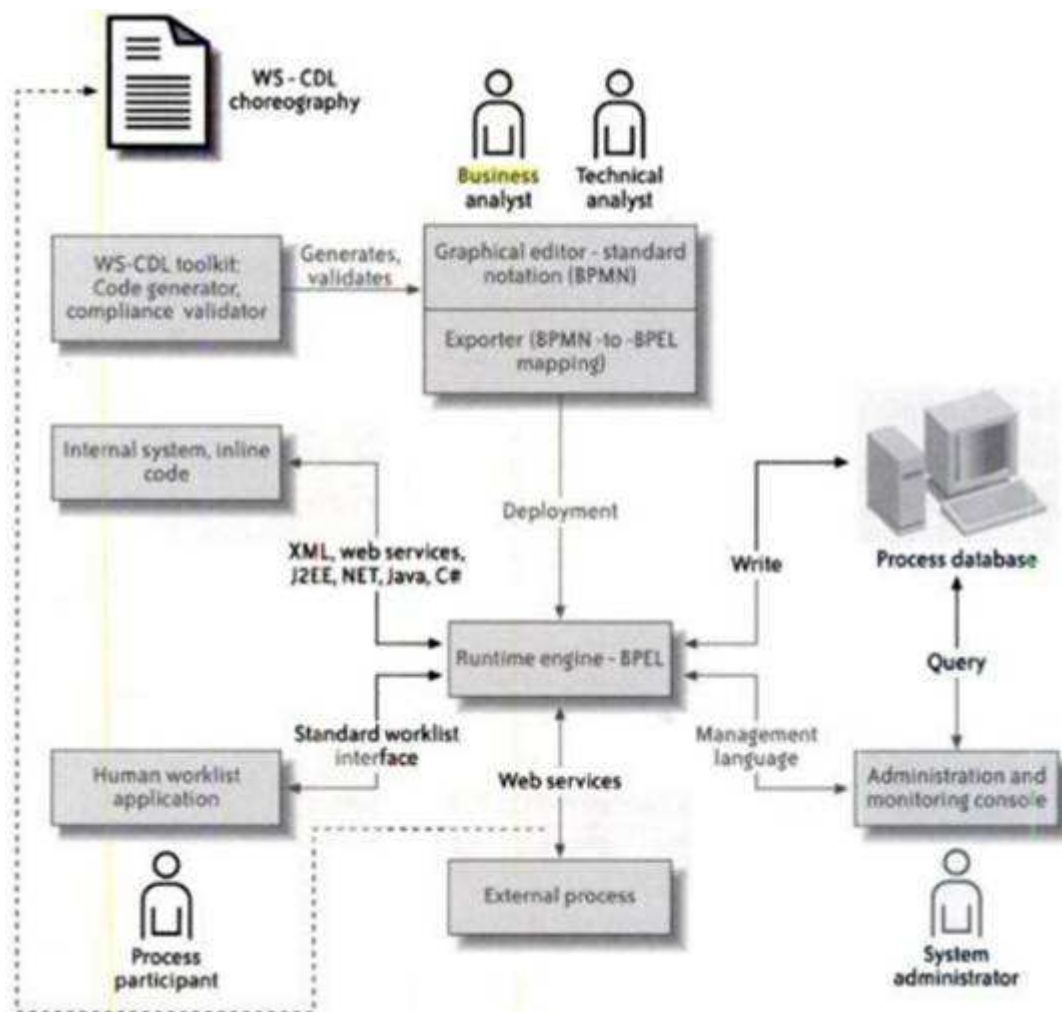 WS - CDL
choreography
Business
analyst
Technical
analyst
WS-CDL toolkit:
Code generator,
compliance validator
Generates,
validates
Graphical editor - standard
notation (BPMN)
Exporter (BPMN -to -BPEL
mapping)
Internal system, inline
code
Deployment
XML, web services,
J2EE, NET, Java, C#
Write
Process database
Runtime engine - BPEL
Query
Standard worklist
interface
Management
language
Human worklist
application
Web services
Administration and
monitoring console
External process
Process
participant
System
administrator